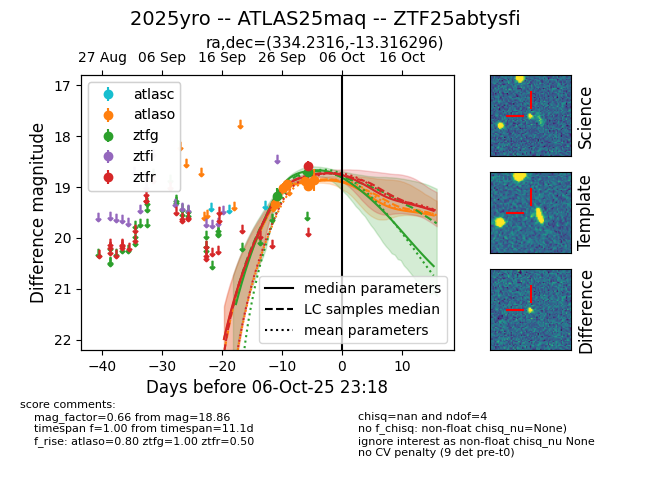 2025yro -- ATLAS25maq -- ZTF25abtysfi
ra,dec=(334.2316,-13.316296)
27 Aug 06 Sep 16 Sep 26 Sep 06 Oct 16 Oct
17
18
19
20
21
22
Difference magnitude
atlasc
atlaso
ztfg
ztfi
ztfr
median parameters
LC samples median
mean parameters
−40 −30 −20 −10 0 10
Days before 06-Oct-25 23:18
Science
Template
Difference
score comments:
mag_factor=0.66 from mag=18.86
timespan f=1.00 from timespan=11.1d
f_rise: atlaso=0.80 ztfg=1.00 ztfr=0.50
chisq=nan and ndof=4
no f_chisq: non-float chisq_nu=None)
ignore interest as non-float chisq_nu None
no CV penalty (9 det pre-t0)